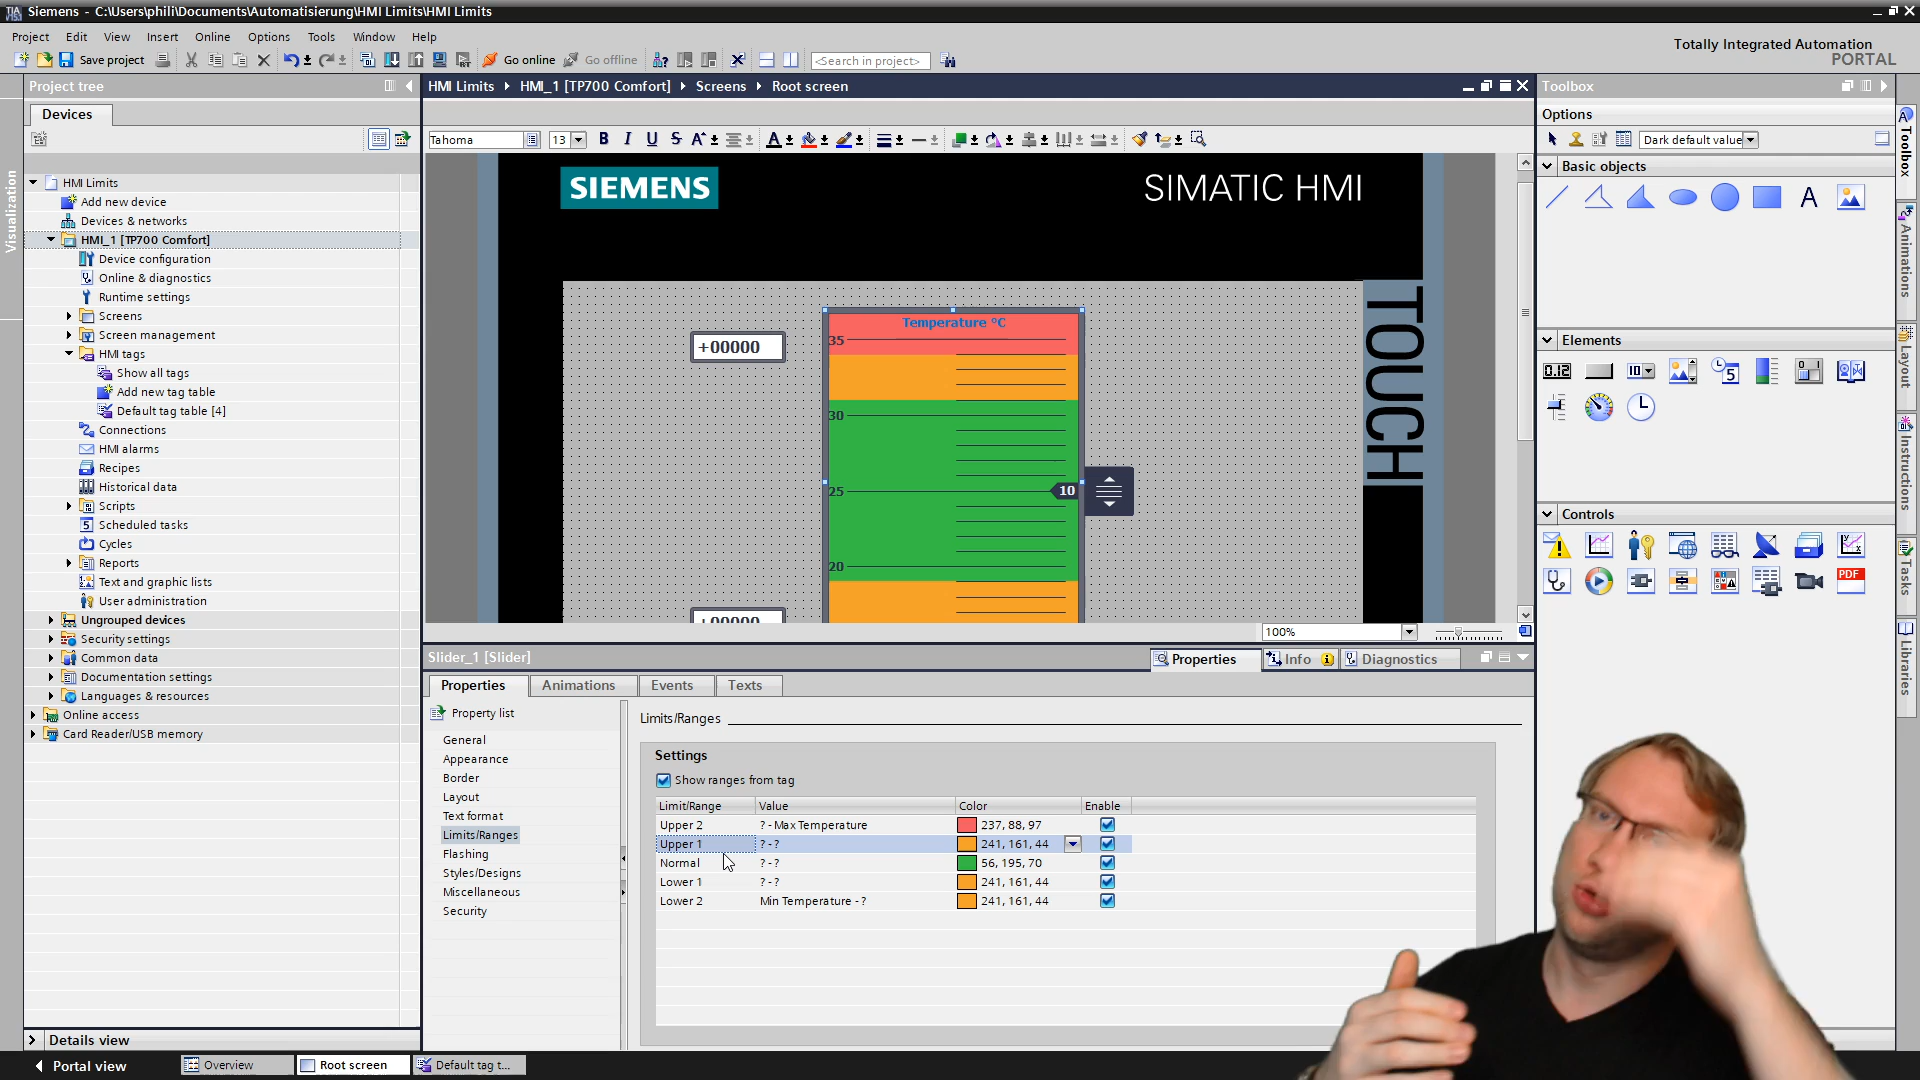 Siemens - C:\Users\phili\Documents\Automatisierung\HMI Limits\HMI Limits
Project Edit View Insert Online Options Tools Window Help
Totally Integrated Automation
PORTAL
Save project
Go online
Go offline
<Search in project>
Project tree
Devices
Visualization
HMI Limits
Add new device
Devices & networks
HMI_1 [TP700 Comfort]
Device configuration
Online & diagnostics
Runtime settings
Screens
Screen management
HMI tags
Show all tags
Add new tag table
Default tag table [4]
Connections
HMI alarms
Recipes
Historical data
Scripts
Scheduled tasks
Cycles
Reports
Text and graphic lists
User administration
Ungrouped devices
Security settings
Common data
Documentation settings
Languages & resources
Online access
Card Reader/USB memory
Details view
HMI Limits HMI_1 [TP700 Comfort] Screens Root screen
Tahoma 13 B I U S A A
SIEMENS
SIMATIC HMI
TOUCH
+00000
Temperature °C
35
30
25
10
20
+00000
100%
Slider_1 [Slider]
Properties Info Diagnostics
Properties Animations Events Texts
Property list
General
Appearance
Border
Layout
Text format
Limits/Ranges
Flashing
Styles/Designs
Miscellaneous
Security
Limits/Ranges
Settings
Show ranges from tag
Limit/Range Value Color Enable
Upper 2 ? - Max Temperature 237, 88, 97
Upper 1 ? - ? 241, 161, 44
Normal ? - ? 56, 195, 70
Lower 1 ? - ? 241, 161, 44
Lower 2 Min Temperature - ? 241, 161, 44
Toolbox
Options
Dark default value
Basic objects
A
Elements
0.12
10
5
Controls
PDF
Toolbox
Animations
Layout
Instructions
Tasks
Libraries
Portal view
Overview
Root screen
Default tag t...